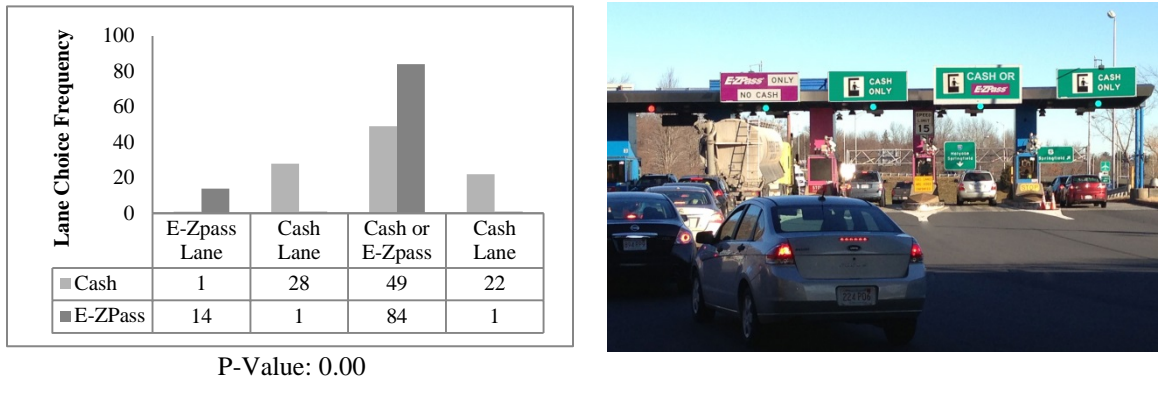 Lane Choice Frequency
100
80
60
40
20
0
E-Zpass Lane
Cash Lane
Cash or E-Zpass
Cash Lane
Cash 1 28 49 22
E-ZPass 14 1 84 1
P-Value: 0.00
E-ZPass ONLY
NO CASH
CASH ONLY
CASH OR
E-ZPass
CASH ONLY
15